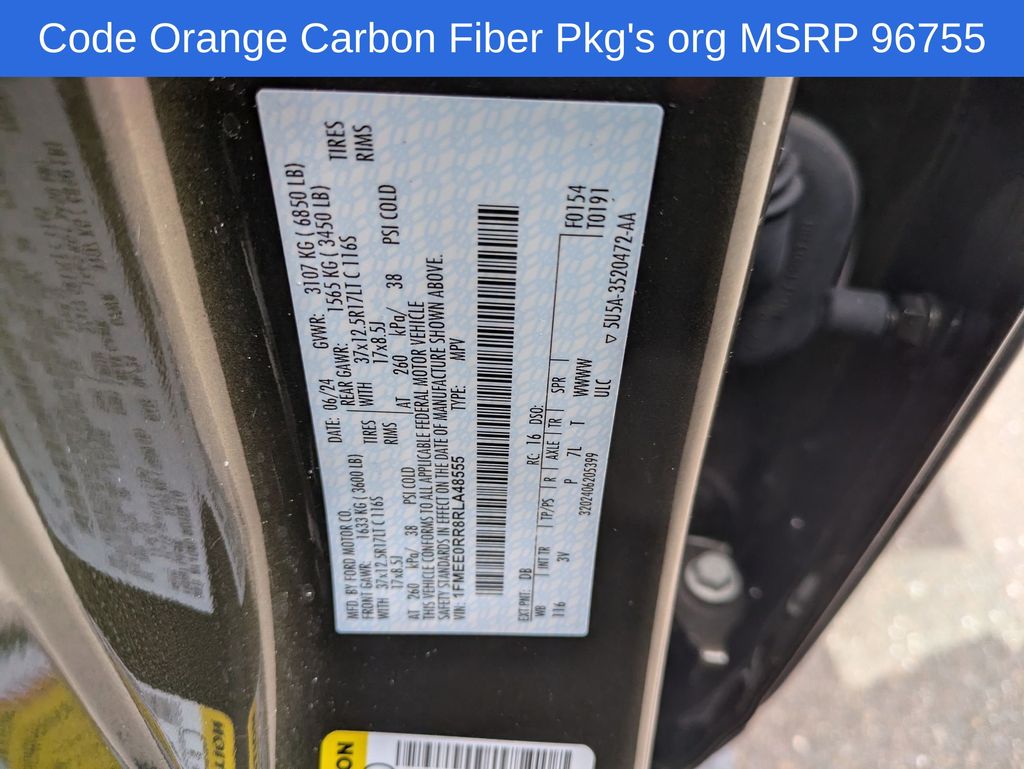 Code Orange Carbon Fiber Pkg's org MSRP 96755
MFD. BY FORD MOTOR CO.
DATE: 06/24 GVWR: 3107 KG ( 6850 LB)
FRONT GAWR: 1633 KG ( 3600 LB)
REAR GAWR: 1565 KG ( 3450 LB)
WITH 37x12.5R17LT C 116S TIRES
WITH 37x12.5R17LT C 116S TIRES
17x8.5J RIMS
17x8.5J RIMS
AT 260 kPa/ 38 PSI COLD
AT 260 kPa/ 38 PSI COLD
THIS VEHICLE CONFORMS TO ALL APPLICABLE FEDERAL MOTOR VEHICLE
SAFETY STANDARDS IN EFFECT ON THE DATE OF MANUFACTURE SHOWN ABOVE.
VIN: 1FMEE0RR8RLA48555 TYPE: MPV
EXT PNT: DB RC: 16 DSO: F0154
WB INT TR TP/PS R AXLE TR SPR T0191
116 3V P 7L T WWWW
3202406205399 ULC
5U5A-3520472-AA